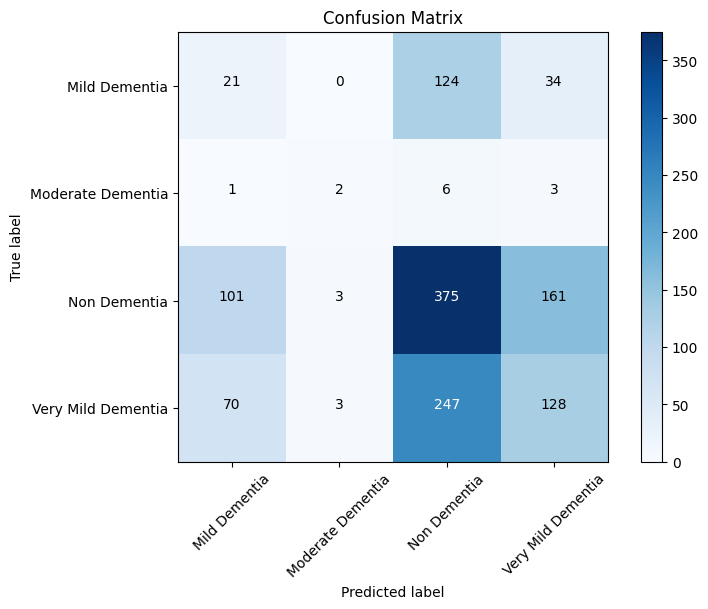 Confusion Matrix
True label
Mild Dementia 21 0 124 34
Moderate Dementia 1 2 6 3
Non Dementia 101 3 375 161
Very Mild Dementia 70 3 247 128
Mild Dementia Moderate Dementia Non Dementia Very Mild Dementia
Predicted label
350
300
250
200
150
100
50
0